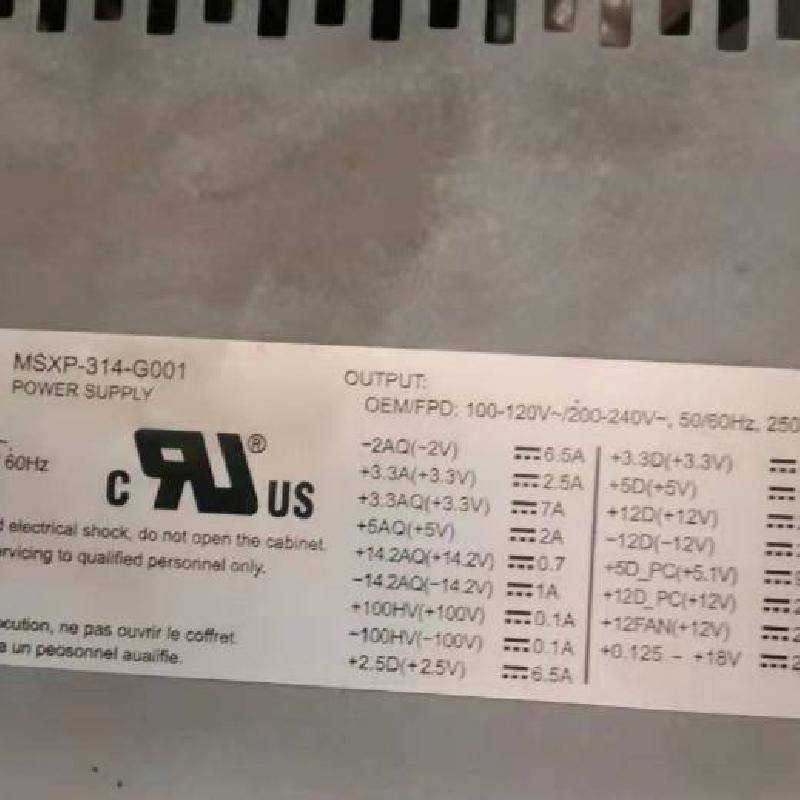 MSXP-314-G001
POWER SUPPLY
60Hz
C UR® US
electrical shock, do not open the cabinet.
rvicing to qualified personnel only.
ocution, ne pas ouvrir le coffret.
a un peosonnel aualifie.
OUTPUT:
OEM/FPD: 100-120V~/200-240V~, 50/60Hz, 250
-2AQ(-2V) 6.5A
+3.3A(+3.3V) 2.5A
+3.3AQ(+3.3V) 7A
+5AQ(+5V) 2A
+14.2AQ(+14.2V) 0.7
-14.2AQ(-14.2V) 1A
+100HV(+100V) 0.1A
-100HV(-100V) 0.1A
+2.5D(+2.5V) 6.5A
+3.3D(+3.3V)
+5D(+5V)
+12D(+12V)
-12D(-12V)
+5D_PC(+5.1V)
+12D_PC(+12V)
+12FAN(+12V)
+0.125 - +18V